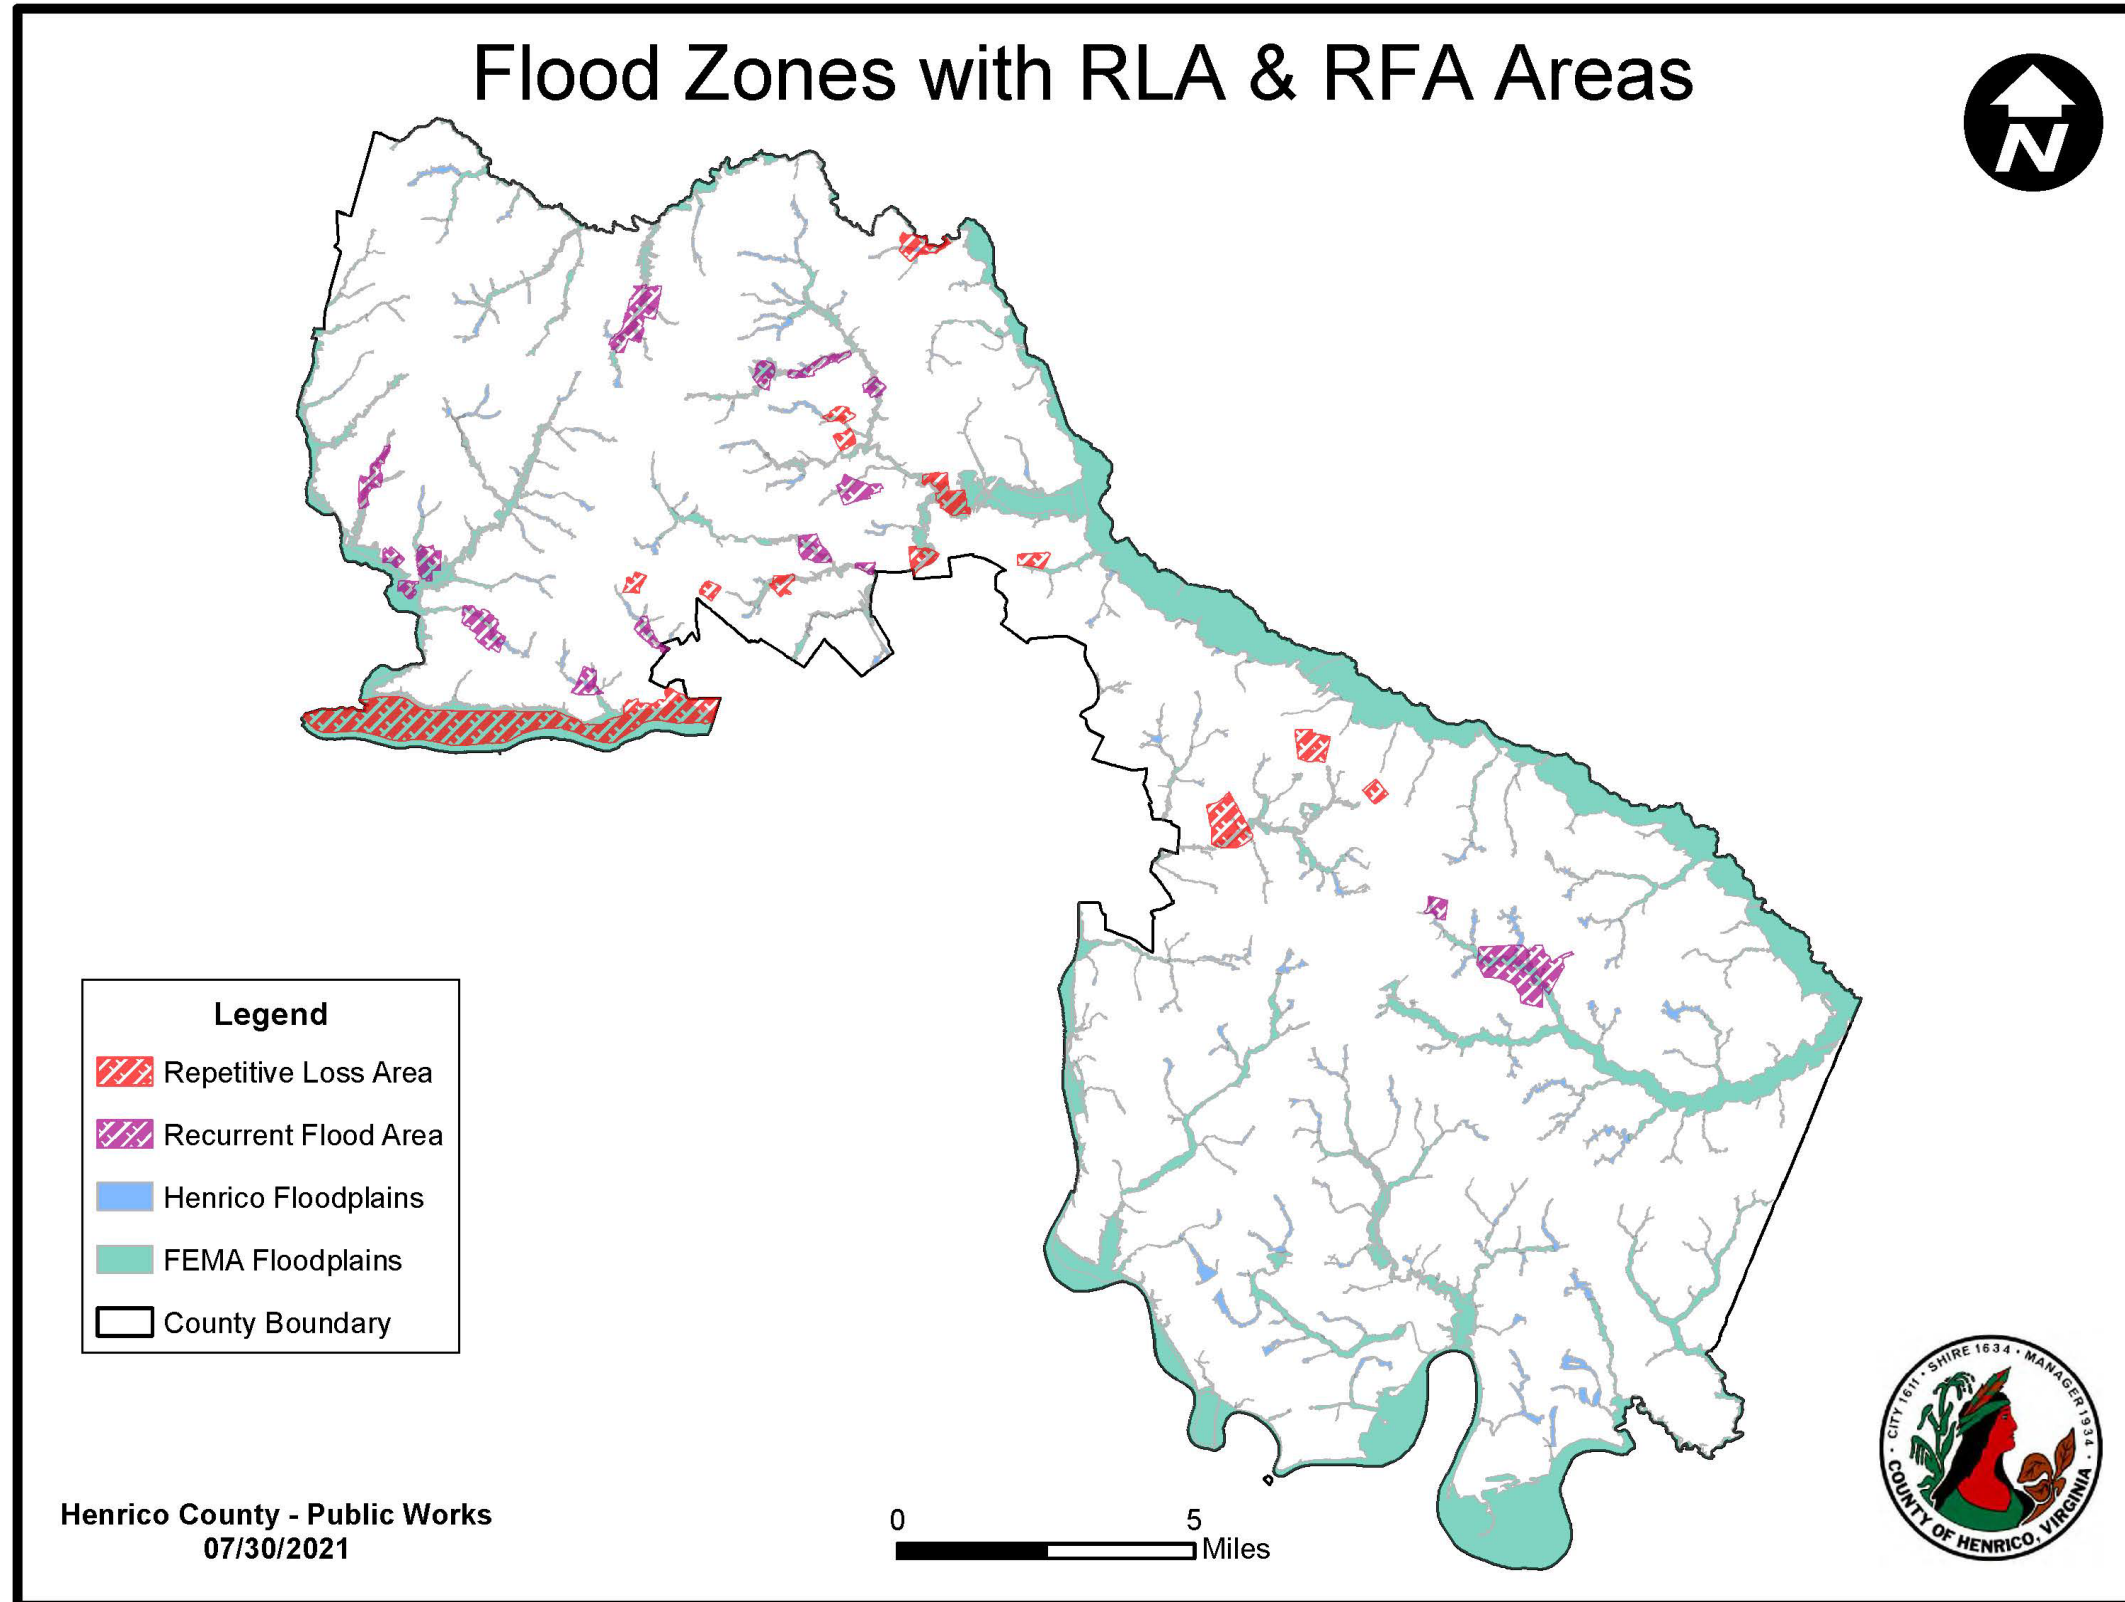 Flood Zones with RLA & RFA Areas
N
Legend
Repetitive Loss Area
Recurrent Flood Area
Henrico Floodplains
FEMA Floodplains
County Boundary
Henrico County - Public Works
07/30/2021
0 5
Miles
· CITY 1611 · SHIRE 1634 · MANAGER 1934 ·
COUNTY OF HENRICO, VIRGINIA